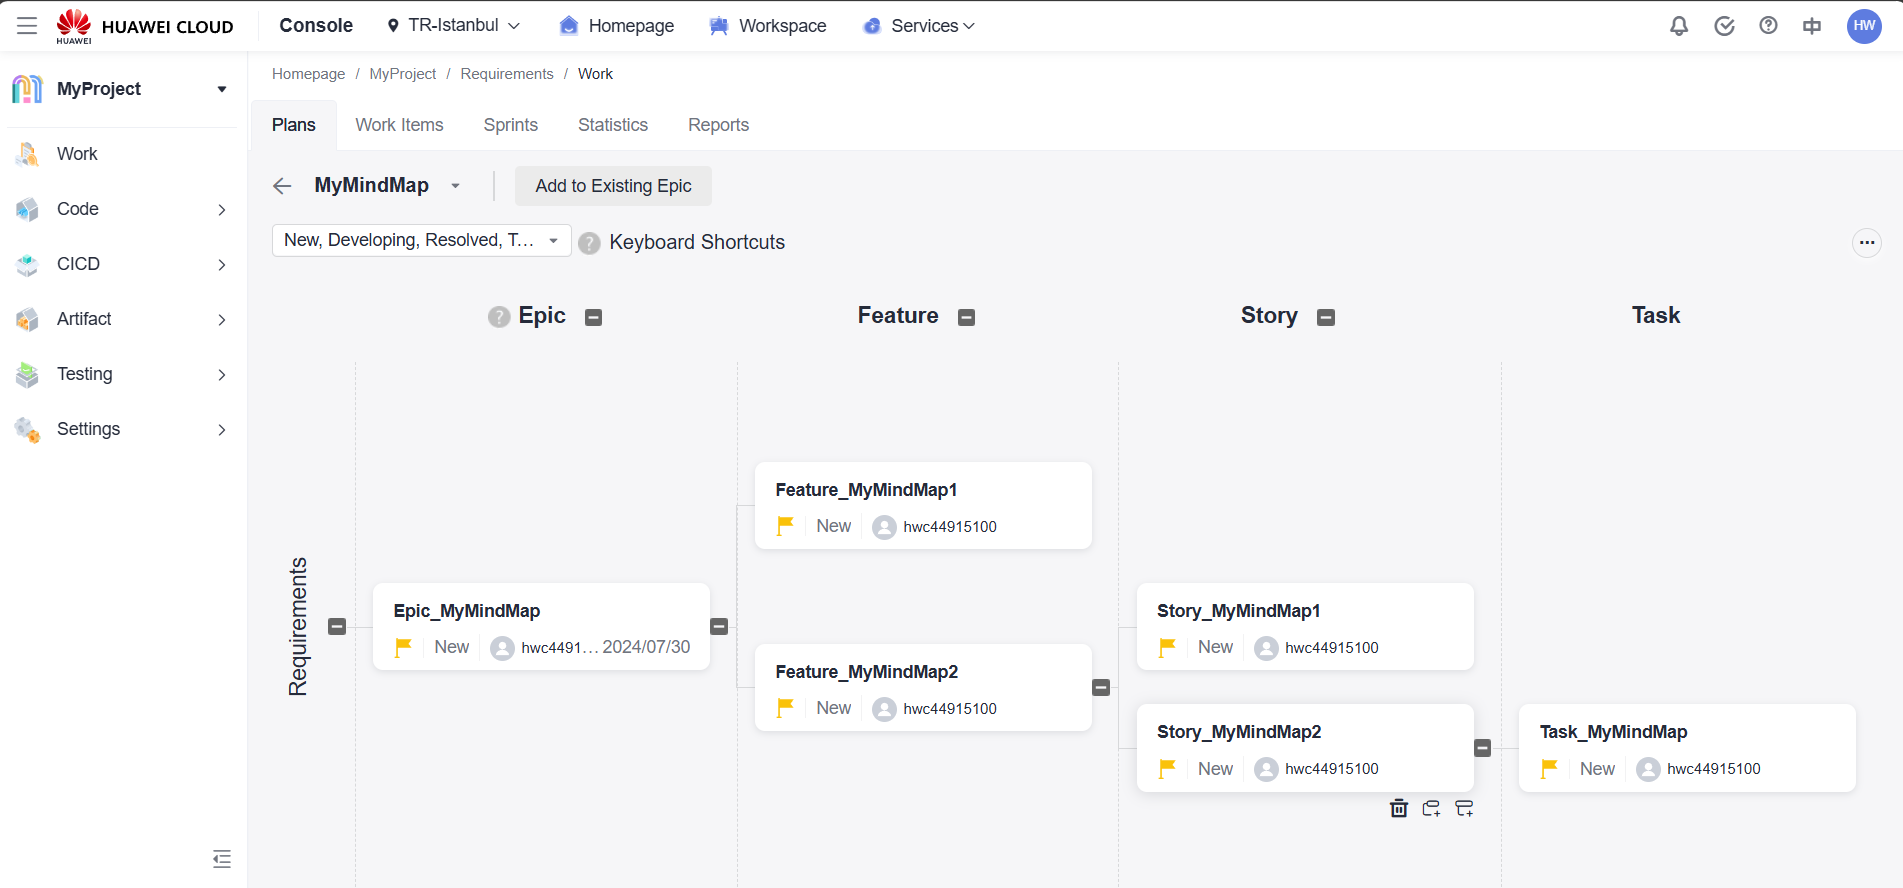 HUAWEI
HUAWEI CLOUD
Console
TR-Istanbul
Homepage
Workspace
Services
中
HW
MyProject
Work
Code
CICD
Artifact
Testing
Settings
Homepage / MyProject / Requirements / Work
Plans
Work Items
Sprints
Statistics
Reports
MyMindMap
Add to Existing Epic
New, Developing, Resolved, T...
? Keyboard Shortcuts
? Epic
Feature
Story
Task
Requirements
Feature_MyMindMap1
New hwc44915100
Epic_MyMindMap
New hwc4491... 2024/07/30
Feature_MyMindMap2
New hwc44915100
Story_MyMindMap1
New hwc44915100
Story_MyMindMap2
New hwc44915100
Task_MyMindMap
New hwc44915100